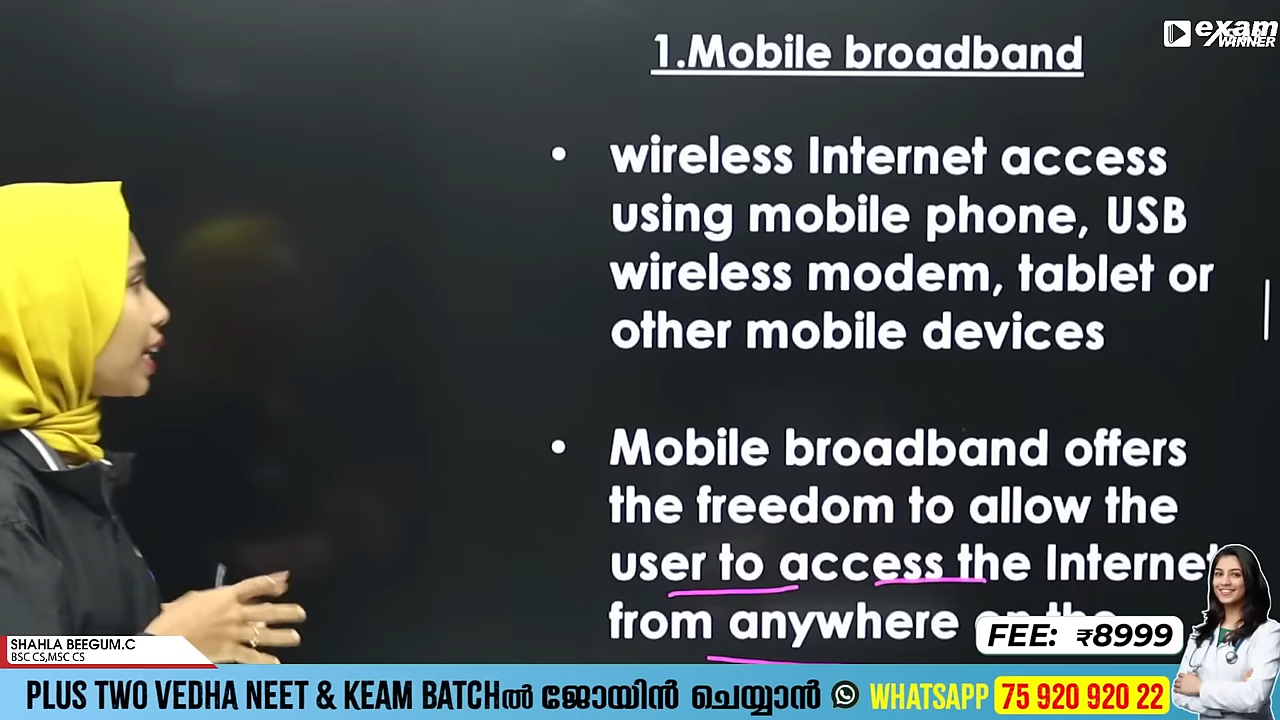 exam
WINNER
1.Mobile broadband
• wireless Internet access
using mobile phone, USB
wireless modem, tablet or
other mobile devices
• Mobile broadband offers
the freedom to allow the
user to access the Internet
from anywhere on the
FEE: ₹8999
SHAHLA BEEGUM.C
BSC CS,MSC CS
PLUS TWO VEDHA NEET & KEAM BATCHൽ ജോയിൻ ചെയ്യാൻ WHATSAPP 75 920 920 22